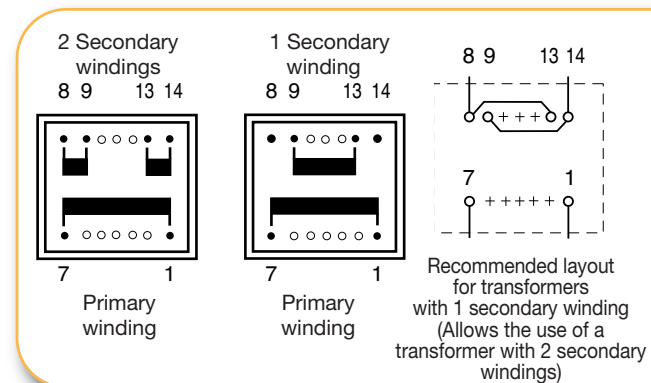 2 Secondary
windings
8 9 13 14
7 1
Primary
winding
1 Secondary
winding
8 9 13 14
7 1
Primary
winding
8 9 13 14
7 1
Recommended layout
for transformers
with 1 secondary winding
(Allows the use of a
transformer with 2 secondary
windings)